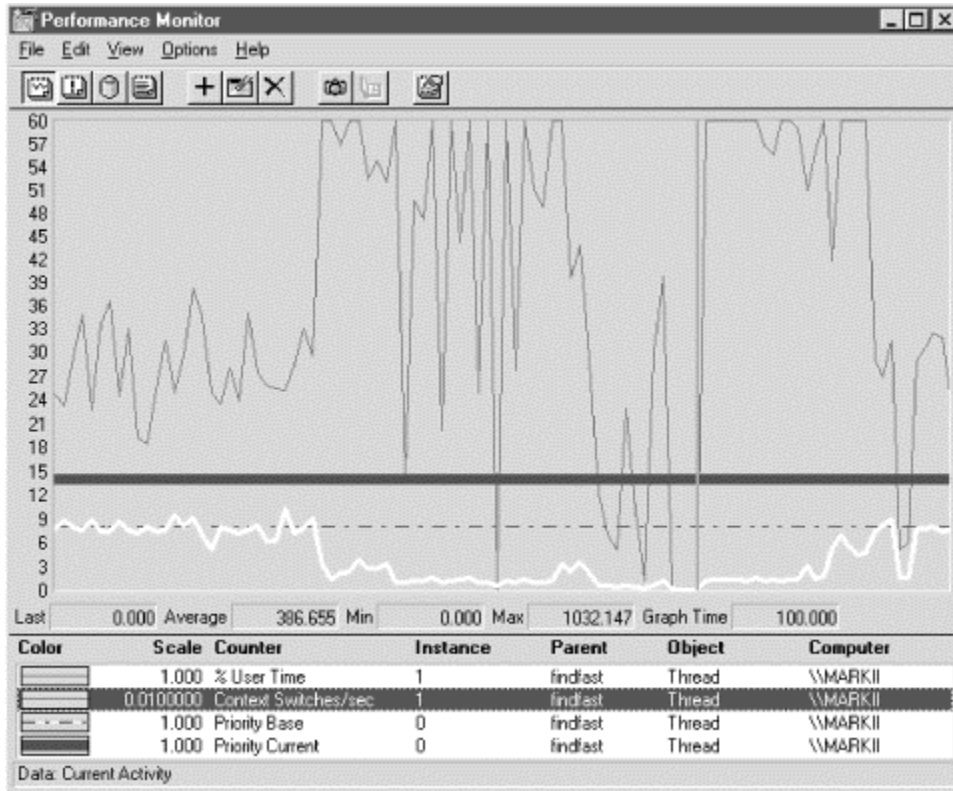 Performance Monitor
File Edit View Options Help
60
57
54
51
48
45
42
39
36
33
30
27
24
21
18
15
12
9
6
3
0
Last 0.000 Average 386.655 Min 0.000 Max 1032.147 Graph Time 100.000
Color Scale Counter Instance Parent Object Computer
1.000 % User Time 1 findfast Thread \\MARKII
0.0100000 Context Switches/sec 1 findfast Thread \\MARKII
1.000 Priority Base 0 findfast Thread \\MARKII
1.000 Priority Current 0 findfast Thread \\MARKII
Data: Current Activity